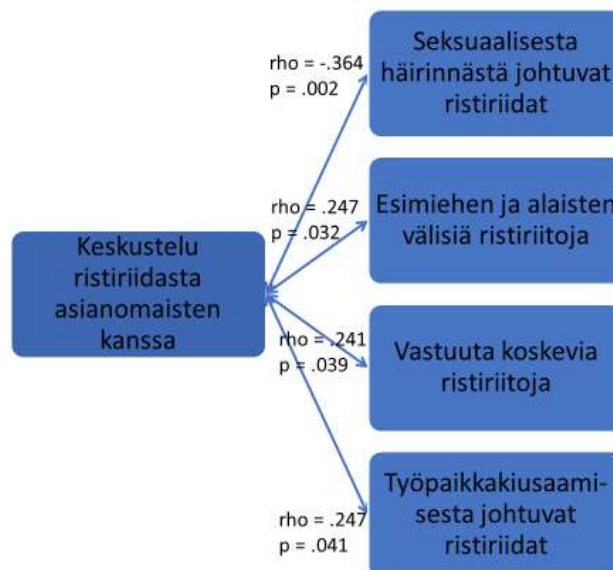 rho = -.364
p = .002
Seksuaalisesta
häirinnästä johtuvat
ristiriidat
rho = .247
p = .032
Esimiehen ja alaisten
välisiä ristiriitoja
Keskustelu
ristiriidasta
asianomaisten
kanssa
rho = .241
p = .039
Vastuuta koskevia
ristiriitoja
rho = .247
p = .041
Työpaikkakiusaami-
sesta johtuvat
ristiriidat